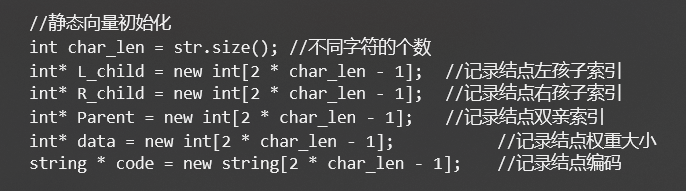 //静态向量初始化
int char_len = str.size(); //不同字符的个数
int* L_child = new int[2 * char_len - 1]; //记录结点左孩子索引
int* R_child = new int[2 * char_len - 1]; //记录结点右孩子索引
int* Parent = new int[2 * char_len - 1]; //记录结点双亲索引
int* data = new int[2 * char_len - 1]; //记录结点权重大小
string * code = new string[2 * char_len - 1]; //记录结点编码